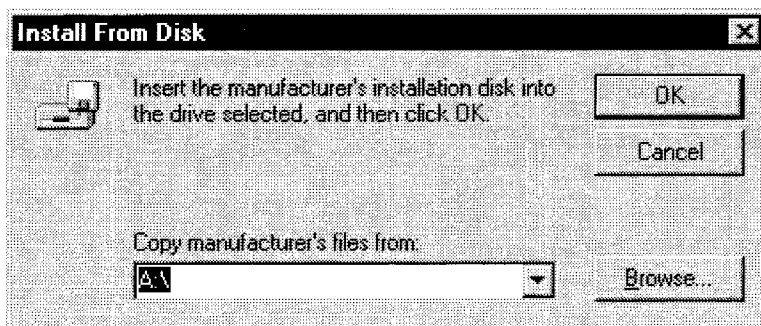 Install From Disk
Insert the manufacturer's installation disk into
the drive selected, and then click OK.
OK
Cancel
Copy manufacturer's files from:
A:\
Browse...